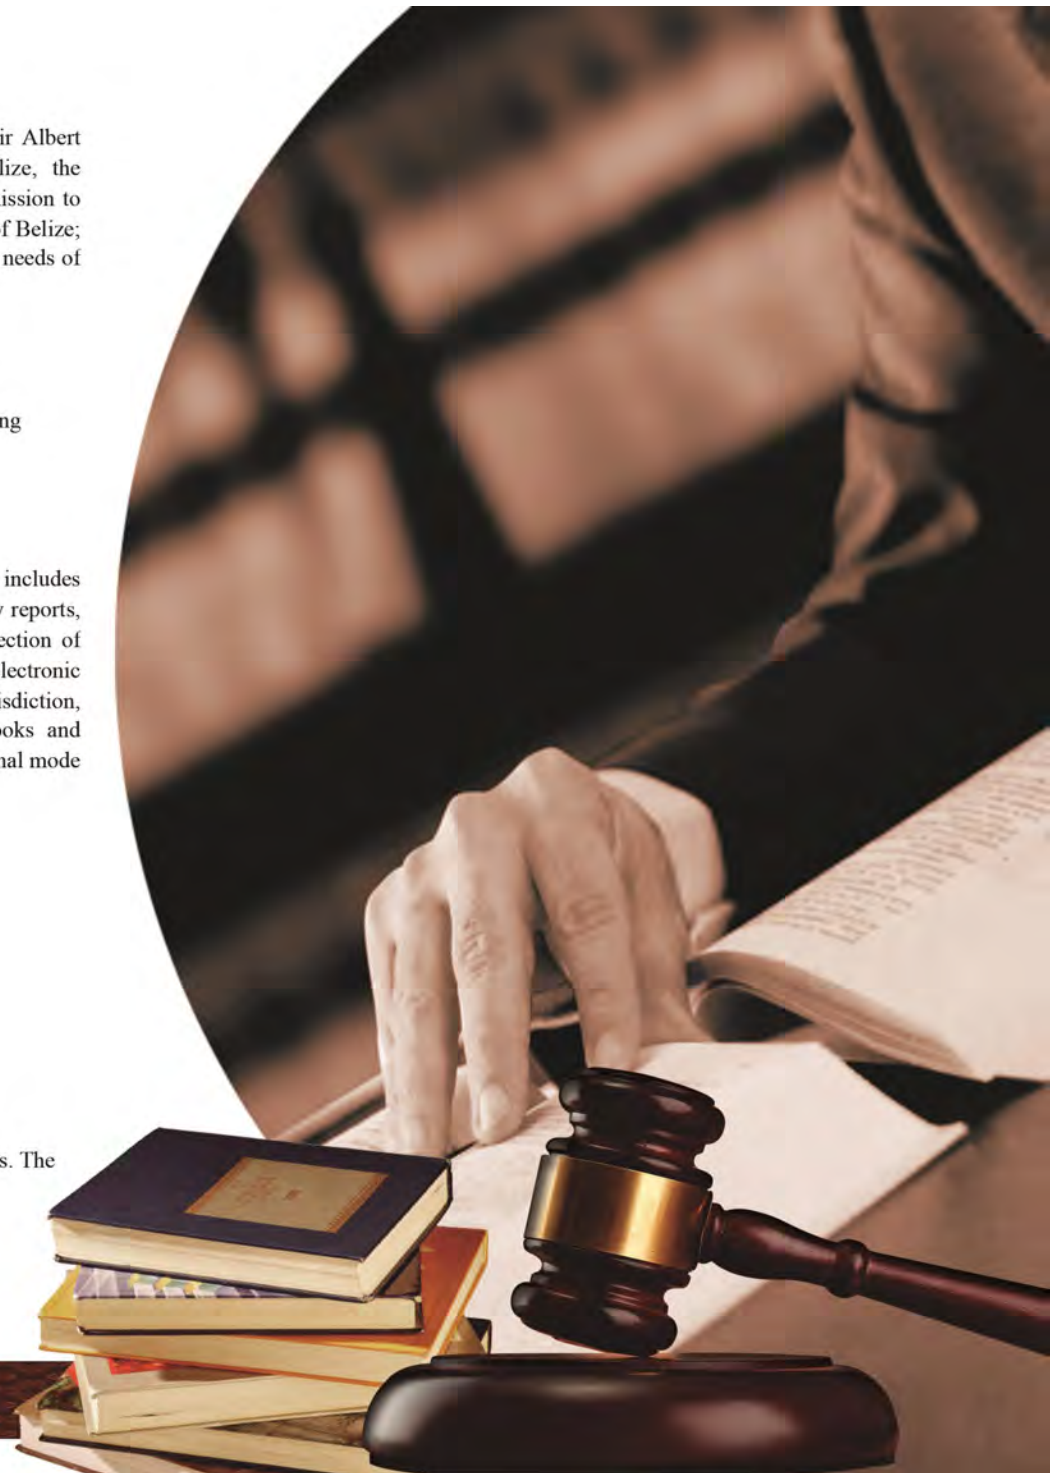 ir Albert
lize, the
ission to
f Belize;
needs of
ng
includes
reports,
ection of
lectronic
isdiction,
ooks and
nal mode
s. The